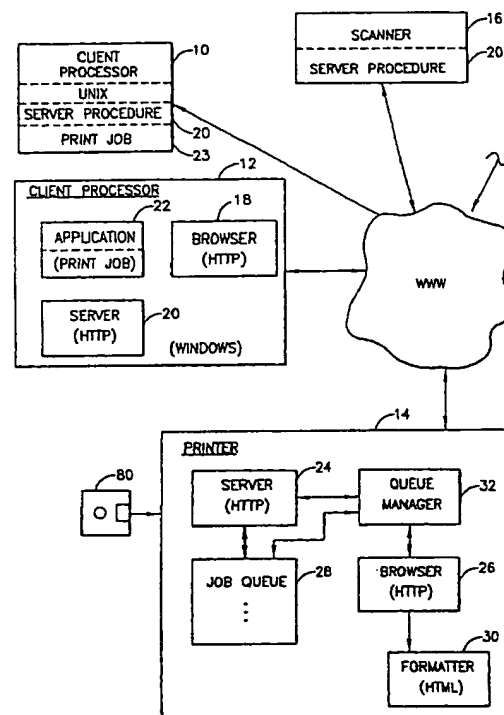 CLIENT
PROCESSOR
UNIX
SERVER PROCEDURE
PRINT JOB
10
20
23
SCANNER
SERVER PROCEDURE
16
20
CLIENT PROCESSOR
12
APPLICATION
(PRINT JOB)
22
BROWSER
(HTTP)
18
SERVER
(HTTP)
20
(WINDOWS)
WWW
PRINTER
14
80
SERVER
(HTTP)
24
QUEUE
MANAGER
32
JOB QUEUE
28
BROWSER
(HTTP)
26
FORMATTER
(HTML)
30